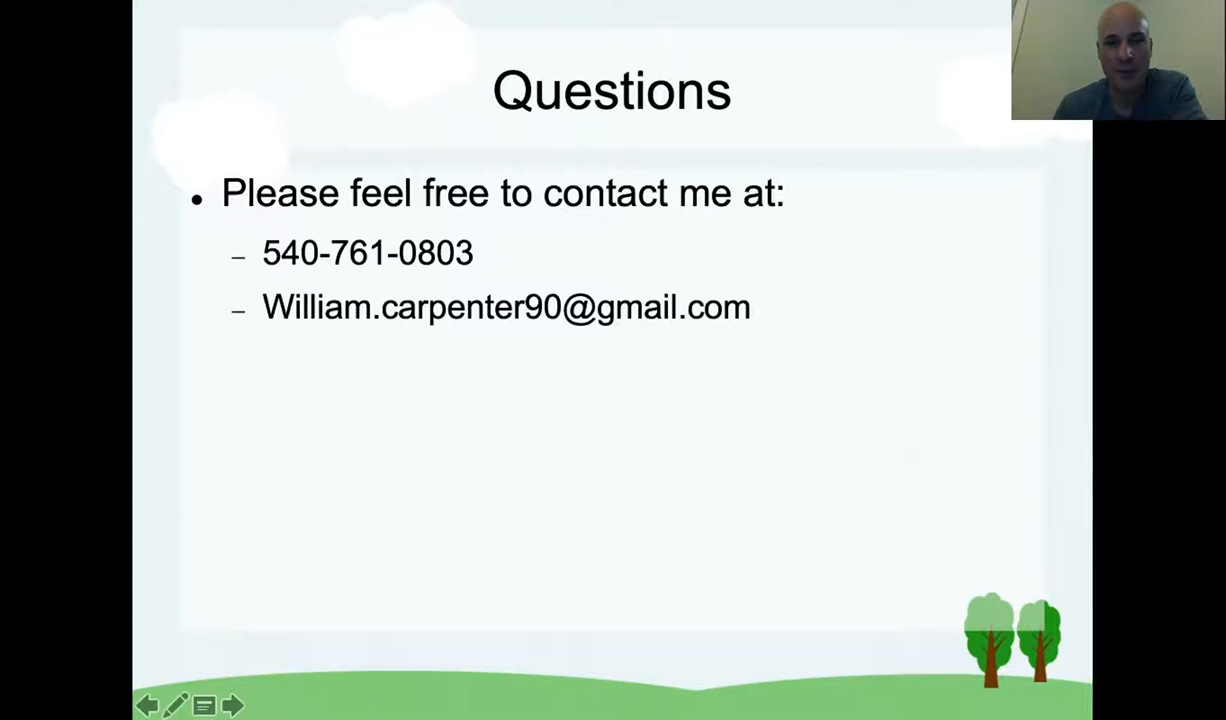 Questions
• Please feel free to contact me at:
– 540-761-0803
– William.carpenter90@gmail.com